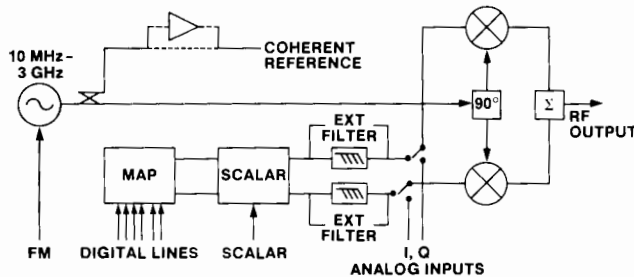 10 MHz–
3 GHz
COHERENT
REFERENCE
90°
Σ
RF
OUTPUT
EXT
FILTER
MAP
SCALAR
EXT
FILTER
FM
DIGITAL LINES
SCALAR
I, Q
ANALOG INPUTS